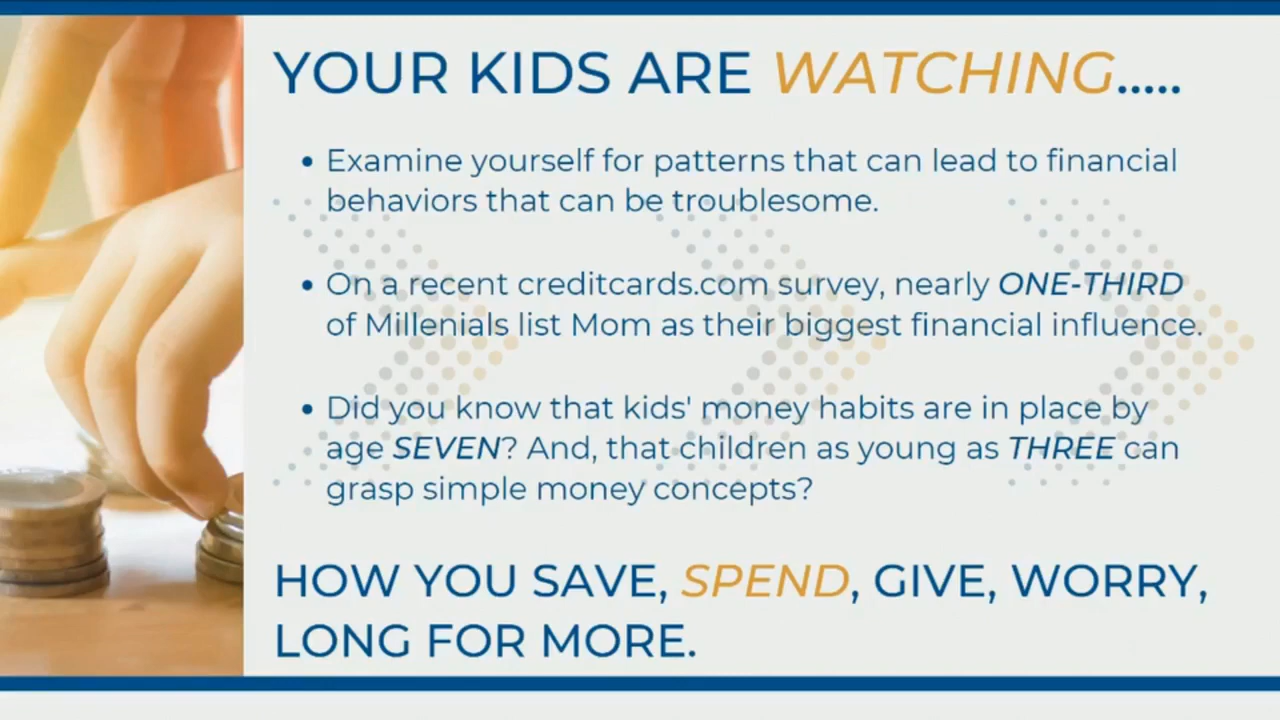 YOUR KIDS ARE WATCHING.....
• Examine yourself for patterns that can lead to financial
behaviors that can be troublesome.
• On a recent creditcards.com survey, nearly ONE-THIRD
of Millenials list Mom as their biggest financial influence.
• Did you know that kids' money habits are in place by
age SEVEN? And, that children as young as THREE can
grasp simple money concepts?
HOW YOU SAVE, SPEND, GIVE, WORRY,
LONG FOR MORE.